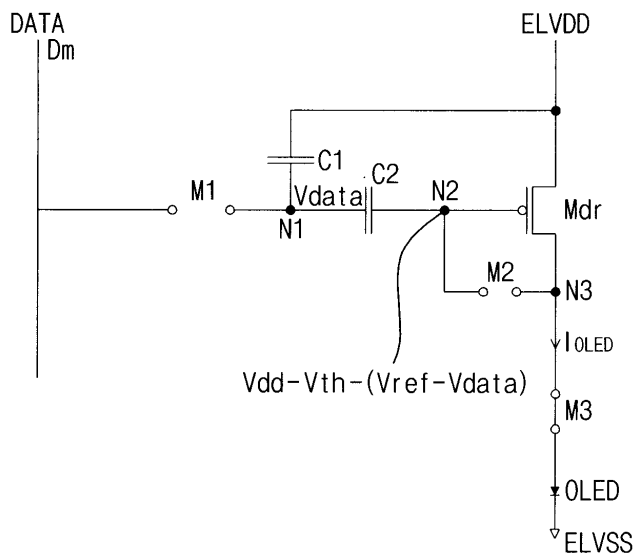 DATA
Dm
ELVDD
C1
C2
M1
Vdata
N1
N2
Mdr
M2
N3
IOLED
Vdd-Vth-(Vref-Vdata)
M3
OLED
ELVSS